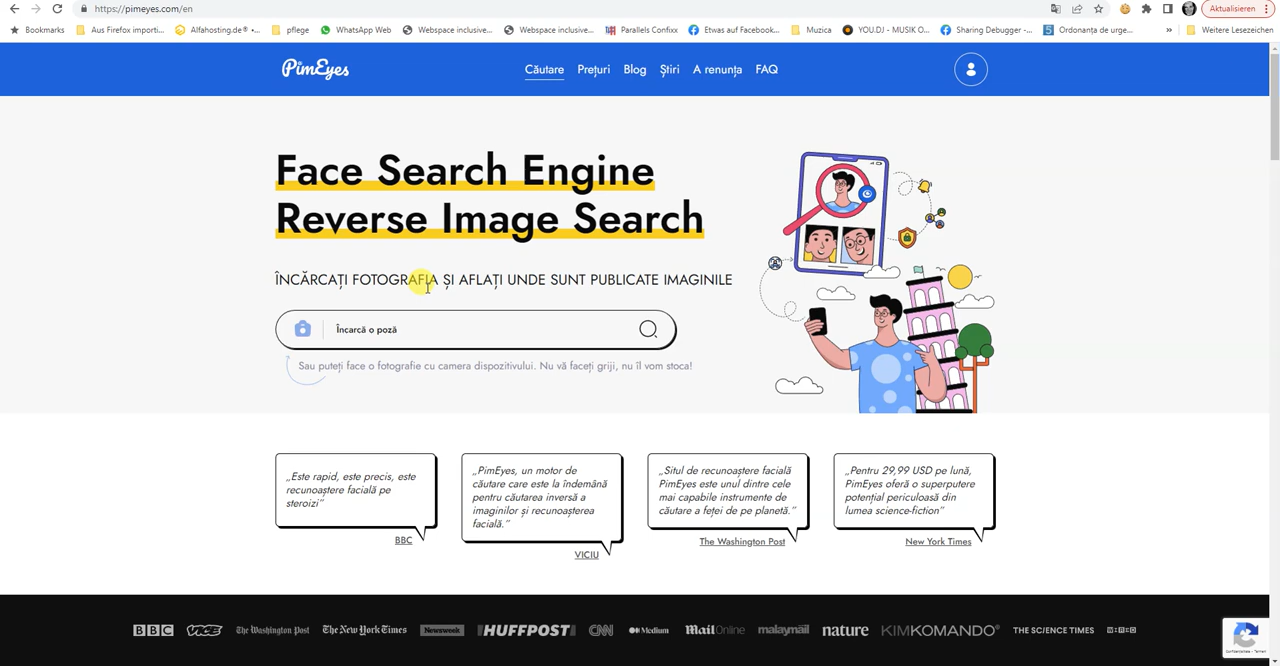 https://pimeyes.com/en
Aktualisieren
Bookmarks
Aus Firefox importi...
Alfahosting.de® •...
pflege
WhatsApp Web
Webspace inclusive...
Webspace inclusive...
Parallels Confixx
Etwas auf Facebook...
Muzica
YOU.DJ - MUSIK O...
Sharing Debugger -...
Ordonanța de urge...
»
Weitere Lesezeichen
PimEyes
Căutare
Prețuri
Blog
Știri
A renunța
FAQ
Face Search Engine
Reverse Image Search
ÎNCĂRCAȚI FOTOGRAFIA ȘI AFLAȚI UNDE SUNT PUBLICATE IMAGINILE
Încarcă o poză
Sau puteți face o fotografie cu camera dispozitivului. Nu vă faceți griji, nu îl vom stoca!
„Este rapid, este precis, este
recunoaștere facială pe
steroizi”
BBC
„PimEyes, un motor de
căutare care este la îndemână
pentru căutarea inversă a
imaginilor și recunoașterea
facială.”
VICIU
„Situl de recunoaștere facială
PimEyes este unul dintre cele
mai capabile instrumente de
căutare a feței de pe planetă.”
The Washington Post
„Pentru 29,99 USD pe lună,
PimEyes oferă o superputere
potențial periculoasă din
lumea science-fiction”
New York Times
BBC
VICE
The Washington Post
The New York Times
Newsweek
HUFFPOST
CNN
Medium
Mail Online
malaymail
nature
KIMKOMANDO®
THE SCIENCE TIMES
WIRED